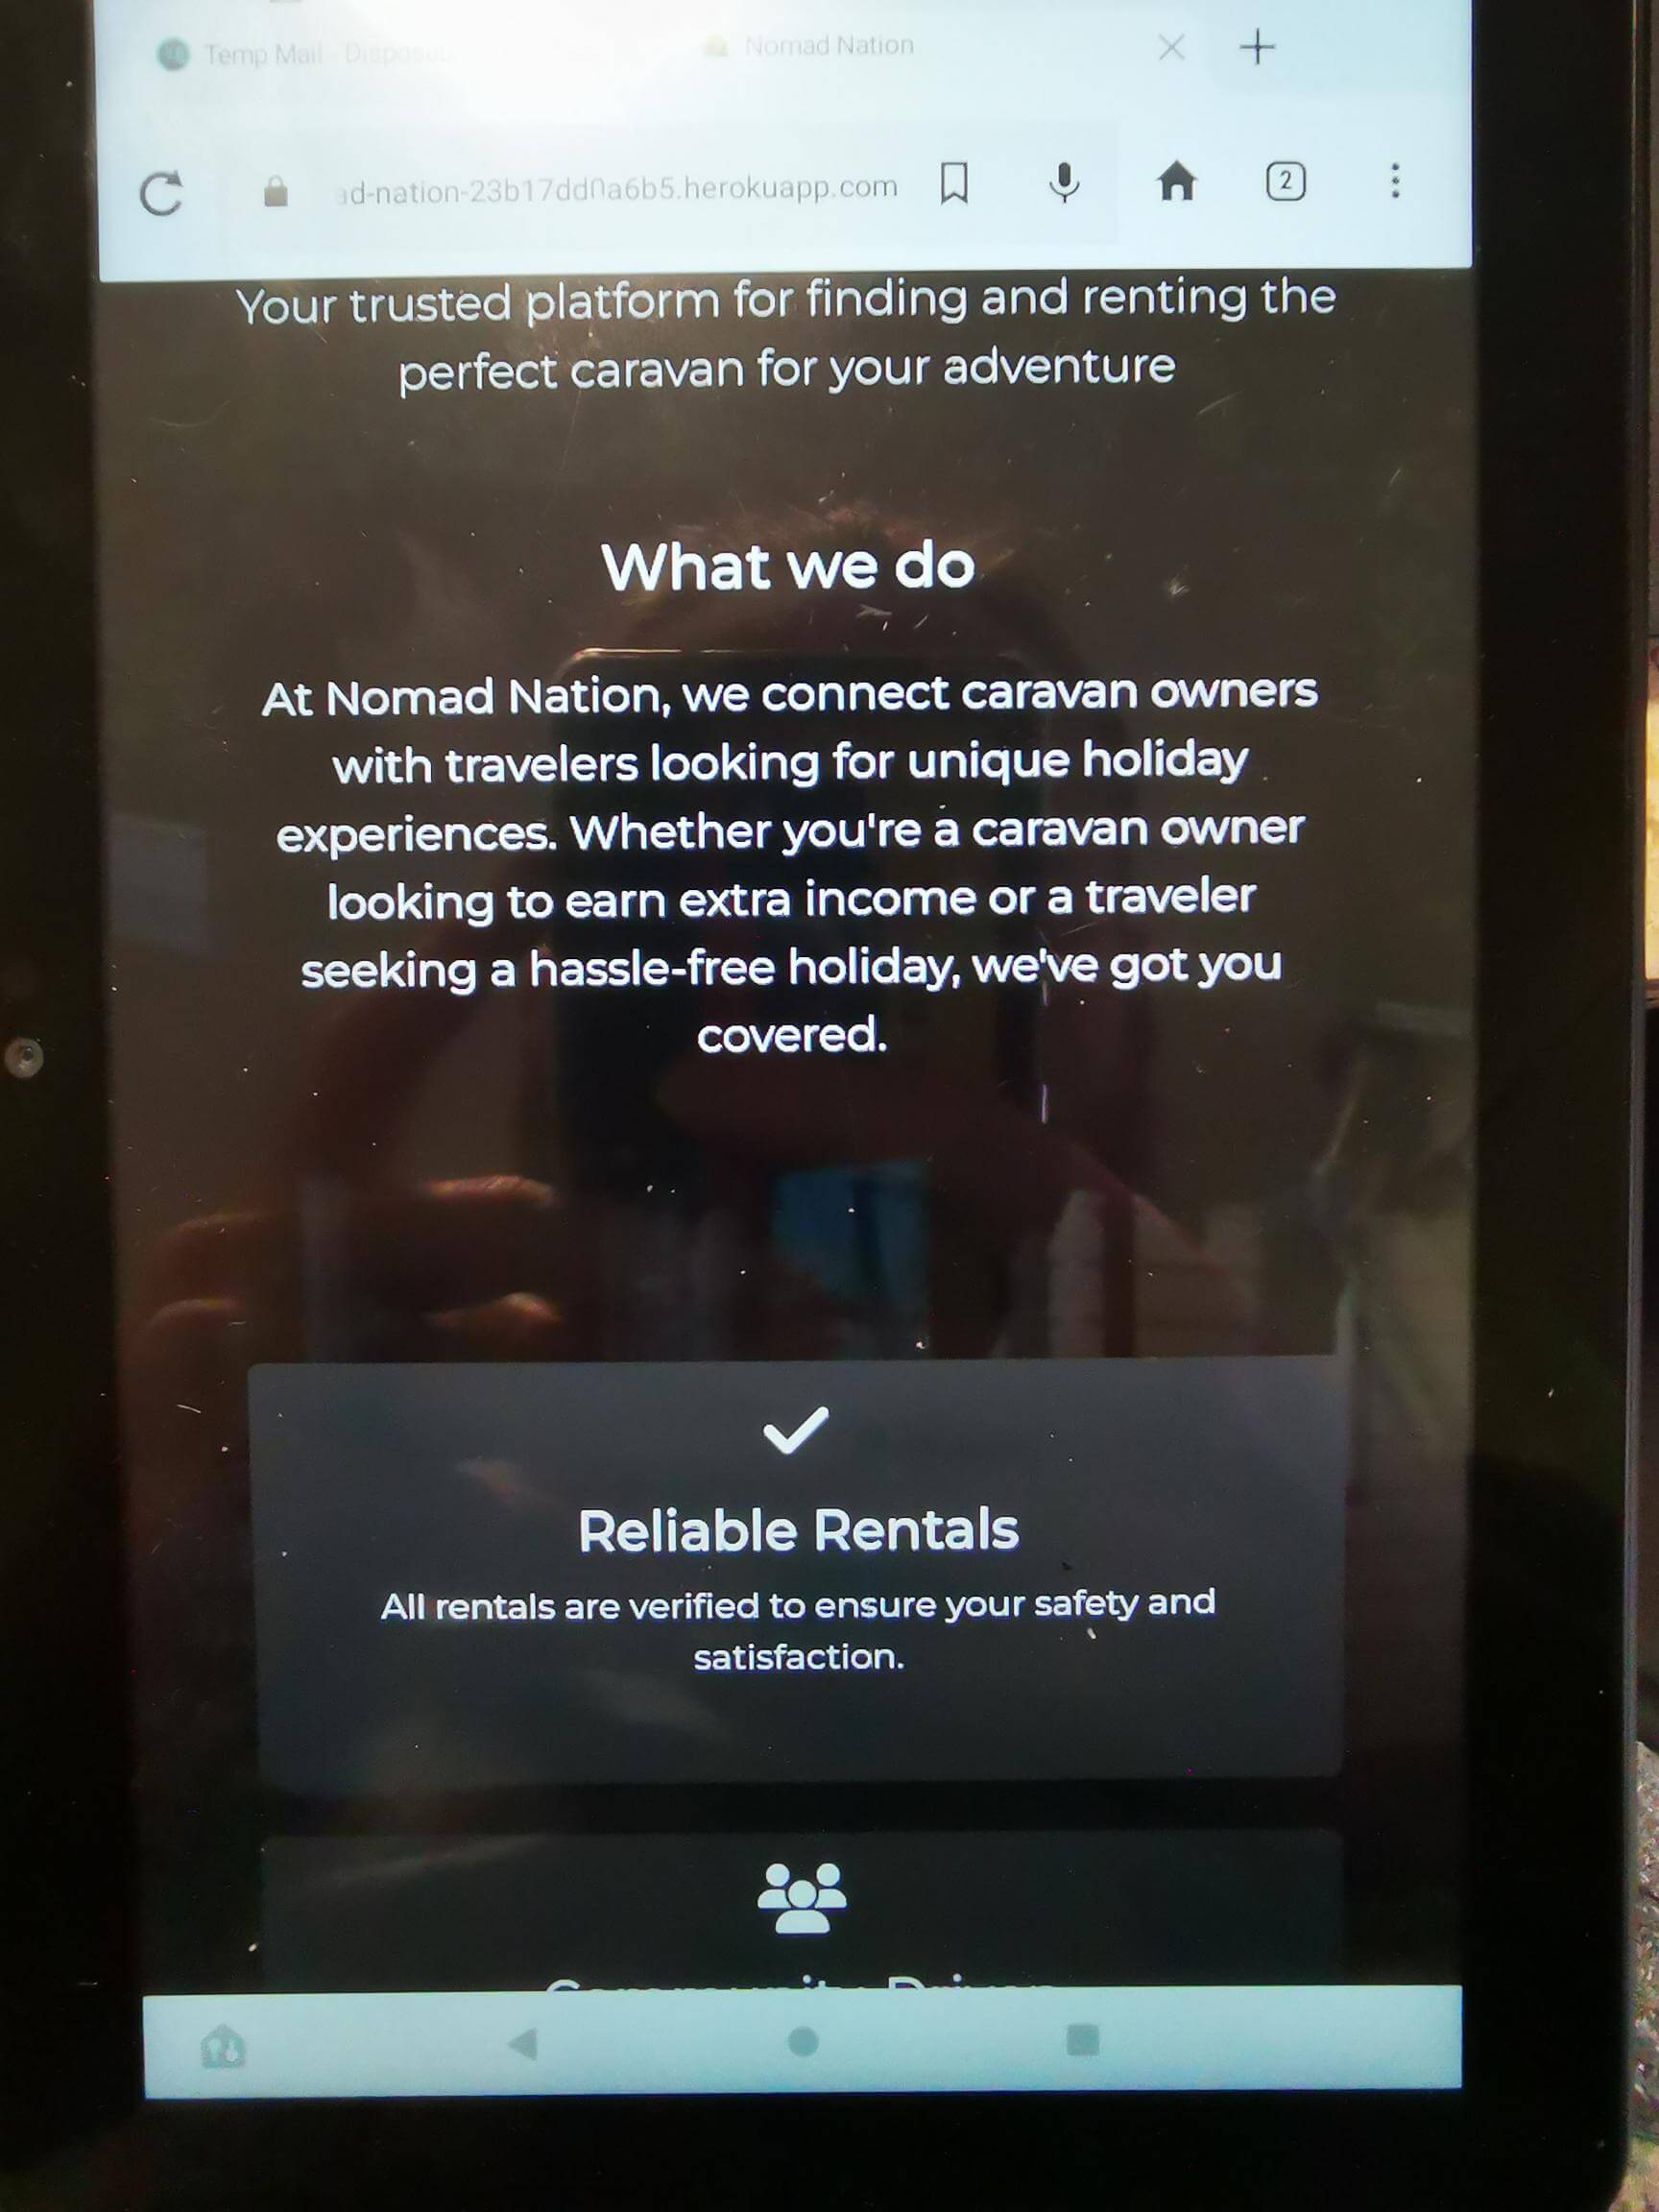 Temp Mail - Disposa
Nomad Nation
ad-nation-23b17dd0a6b5.herokuapp.com
2
Your trusted platform for finding and renting the
perfect caravan for your adventure
What we do
At Nomad Nation, we connect caravan owners
with travelers looking for unique holiday
experiences. Whether you're a caravan owner
looking to earn extra income or a traveler
seeking a hassle-free holiday, we've got you
covered.
Reliable Rentals
All rentals are verified to ensure your safety and
satisfaction.